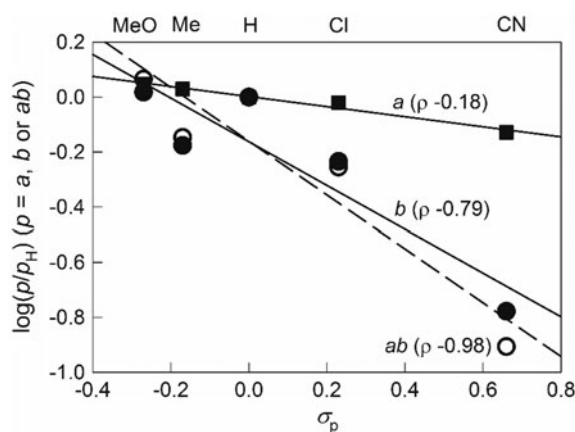 MeO Me H Cl CN
0.2
0.0
-0.2
-0.4
-0.6
-0.8
-1.0
log(p/pH) (p = a, b or ab)
a (ρ -0.18)
b (ρ -0.79)
ab (ρ -0.98)
-0.4 -0.2 0.0 0.2 0.4 0.6 0.8
σp